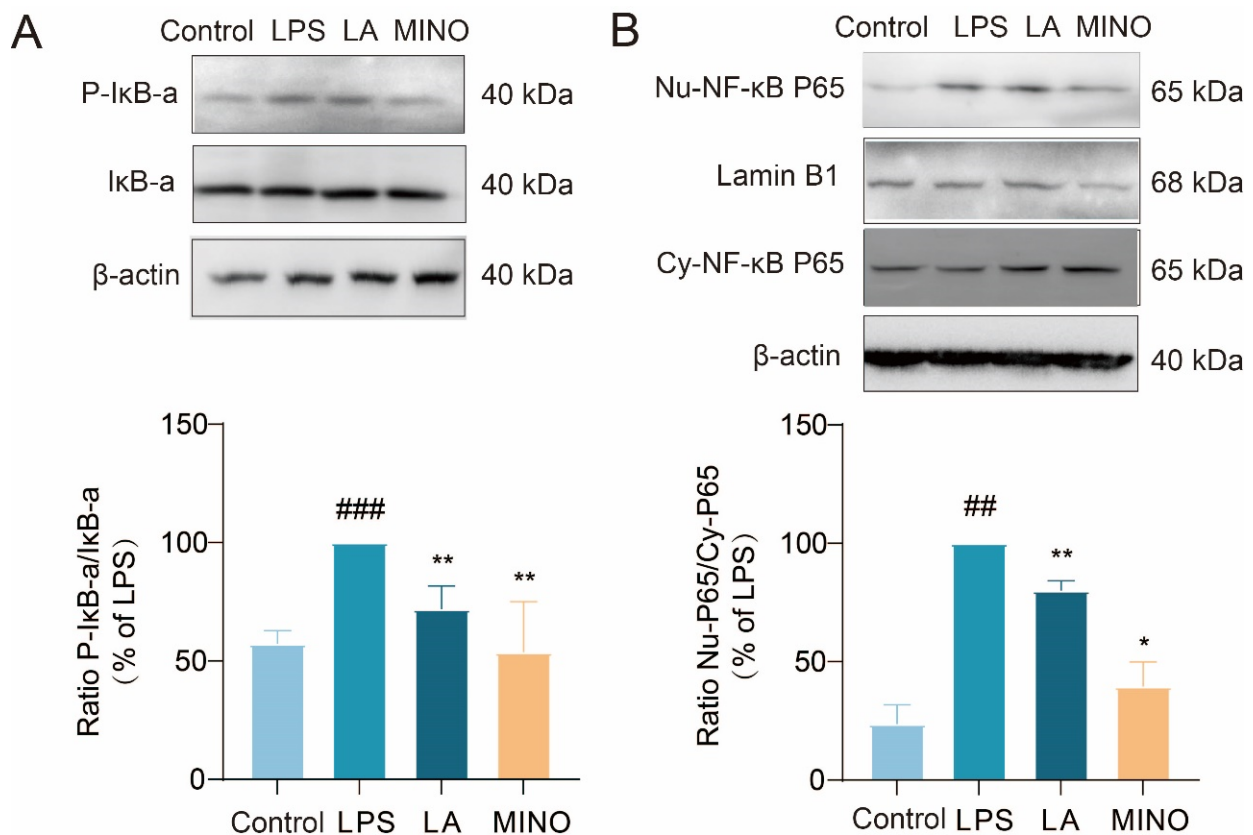 A
Control LPS LA MINO
P-IκB-a 40 kDa
IκB-a 40 kDa
β-actin 40 kDa
150
100
50
0
Ratio P-IκB-a/IκB-a
( % of LPS)
###
**
**
Control LPS LA MINO
B
Control LPS LA MINO
Nu-NF-κB P65 65 kDa
Lamin B1 68 kDa
Cy-NF-κB P65 65 kDa
β-actin 40 kDa
150
100
50
0
Ratio Nu-P65/Cy-P65
( % of LPS)
##
**
*
Control LPS LA MINO